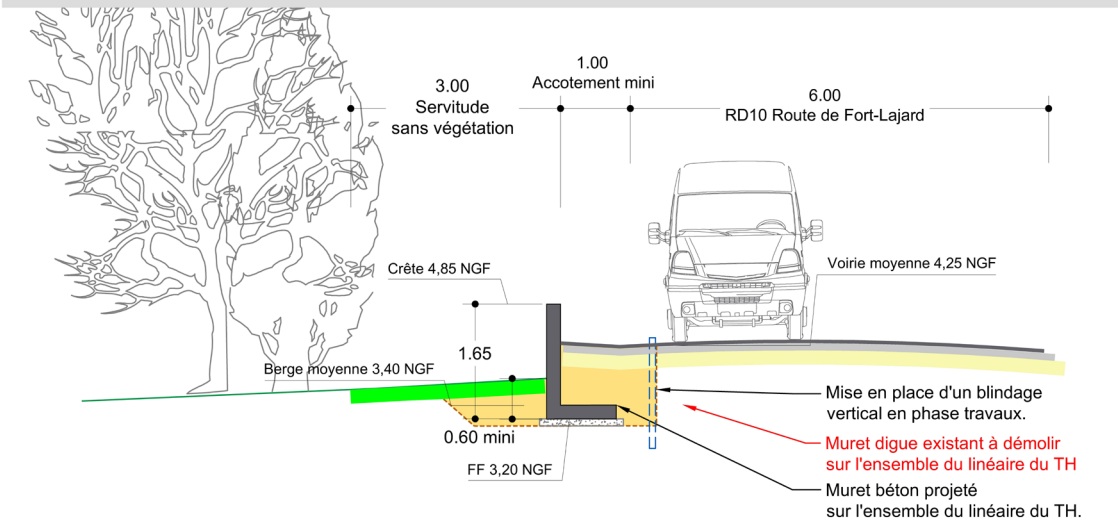 1.00
Accotement mini
3.00
Servitude
sans végétation
6.00
RD10 Route de Fort-Lajard
Crête 4,85 NGF
Voirie moyenne 4,25 NGF
1.65
Berge moyenne 3,40 NGF
0.60 mini
FF 3,20 NGF
Mise en place d'un blindage
vertical en phase travaux.
Muret digue existant à démolir
sur l'ensemble du linéaire du TH
Muret béton projeté
sur l'ensemble du linéaire du TH.